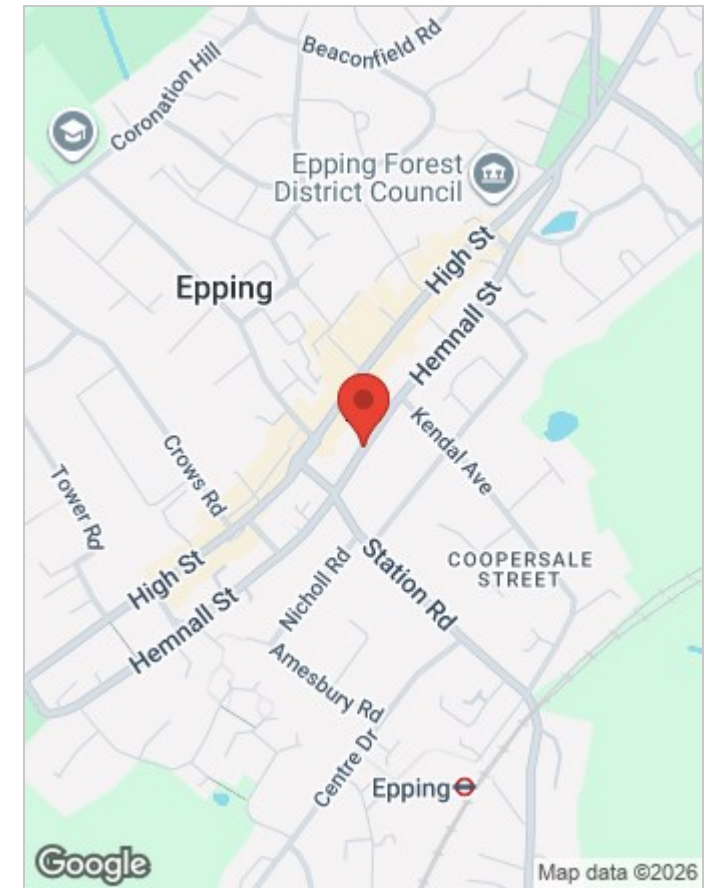 Beaconfield Rd
Coronation Hill
Epping Forest
District Council
High St
Epping
Hemnall St
Kendal Ave
Crows Rd
Tower Rd
COOPERSALE
STREET
Station Rd
High St
Nicholl Rd
Hemnall St
Amesbury Rd
Centre Dr
Epping
Google
Map data ©2026